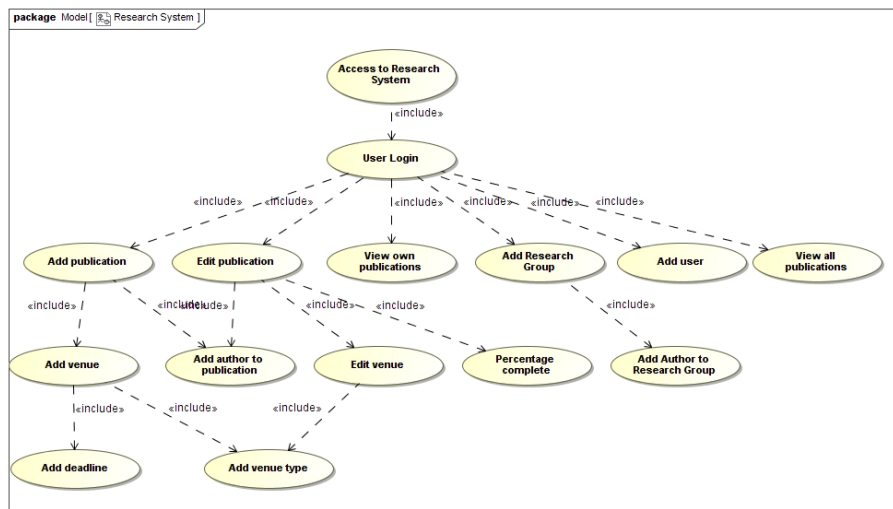 package Model [ Research System ]
Access to Research
System
«include»
User Login
«include»
«include»
«include»
«include»
«include»
«include»
Add publication
Edit publication
View own
publications
Add Research
Group
Add user
View all
publications
«include»
«include»
«include»
«include»
«include»
«include»
Add venue
Add author to
publication
Edit venue
Percentage
complete
Add Author to
Research Group
«include»
«include»
«include»
Add deadline
Add venue type